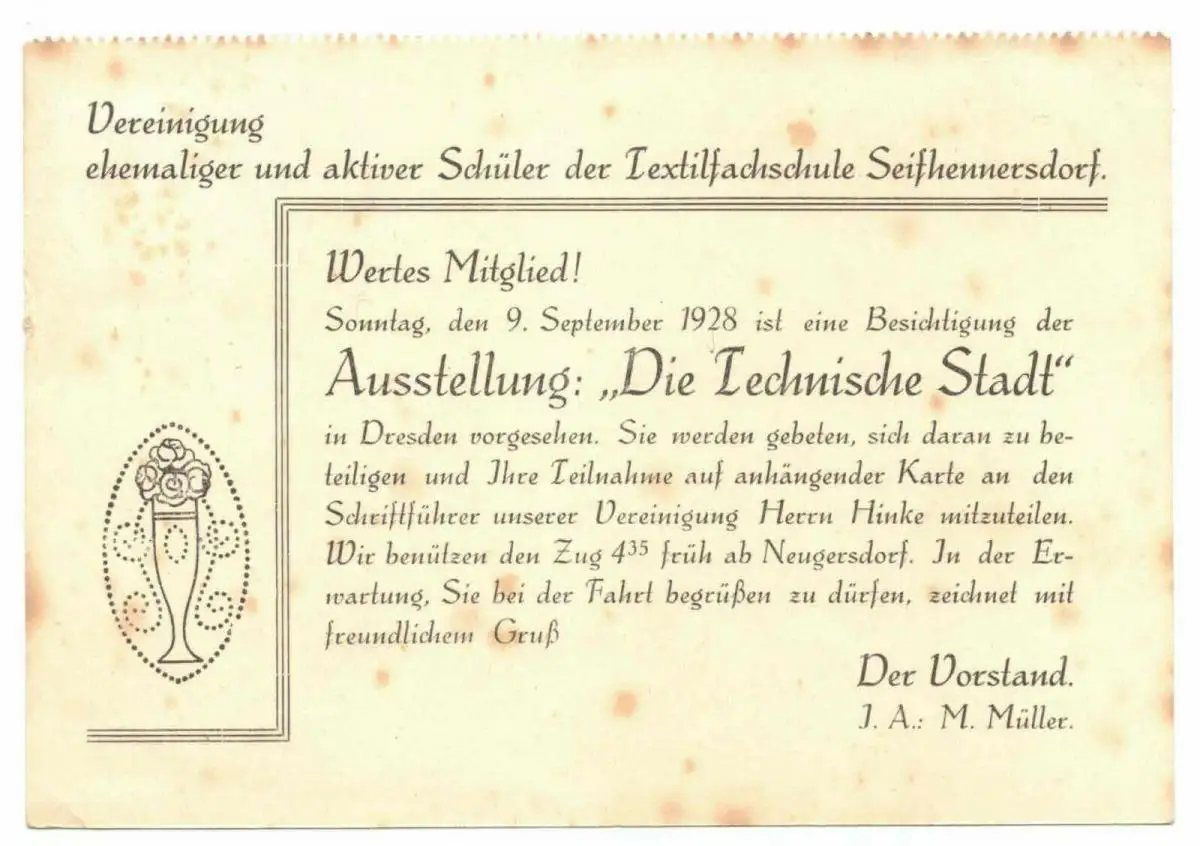 Vereinigung
ehemaliger und aktiver Schüler der Textilfachschule Seifhennersdorf.
Wertes Mitglied!
Sonntag, den 9. September 1928 ist eine Besichtigung der
Ausstellung: „Die Technische Stadt“
in Dresden vorgesehen. Sie werden gebeten, sich daran zu be-
teiligen und Ihre Teilnahme auf anhängender Karte an den
Schriftführer unserer Vereinigung Herrn Hinke mitzuteilen.
Wir benützen den Zug 4³⁵ früh ab Neugersdorf. In der Er-
wartung, Sie bei der Fahrt begrüßen zu dürfen, zeichnet mit
freundlichem Gruß
Der Vorstand.
J. A.: M. Müller.